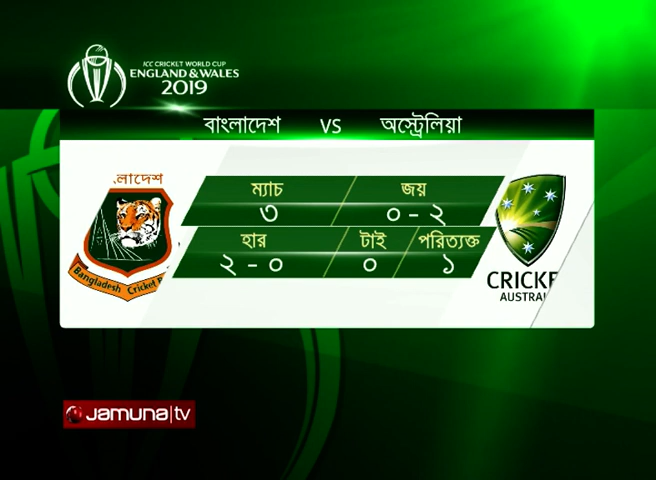 ICC CRICKET WORLD CUP
ENGLAND & WALES
2019
বাংলাদেশ vs অস্ট্রেলিয়া
ম্যাচ জয়
৩ ০ - ২
হার টাই পরিত্যক্ত
২ - ০ ০ ১
Bangladesh Cricket
AUSTRAL
Jamuna|tv